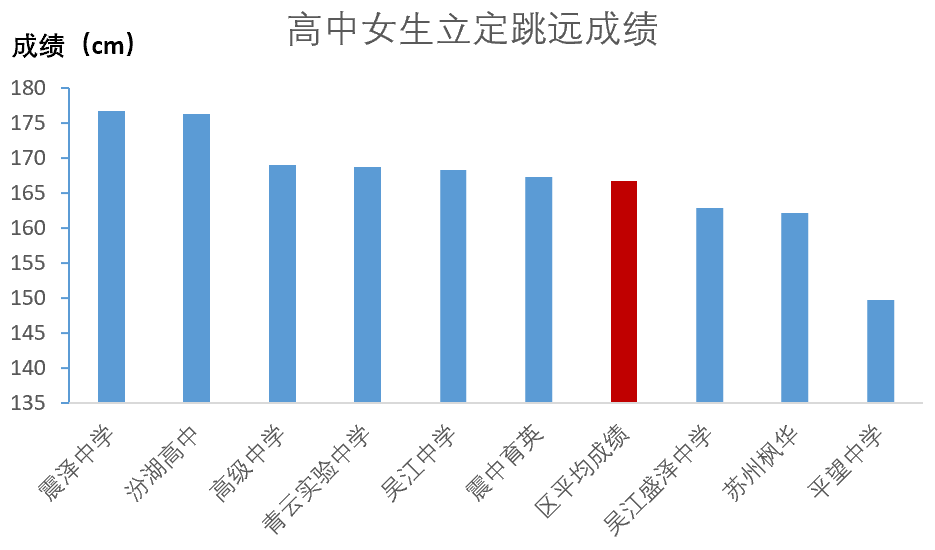 高中女生立定跳远成绩
成绩（cm）
180
175
170
165
160
155
150
145
140
135
震泽中学
汾湖高中
高级中学
青云实验中学
吴江中学
震中育英
区平均成绩
吴江盛泽中学
苏州枫华
平望中学